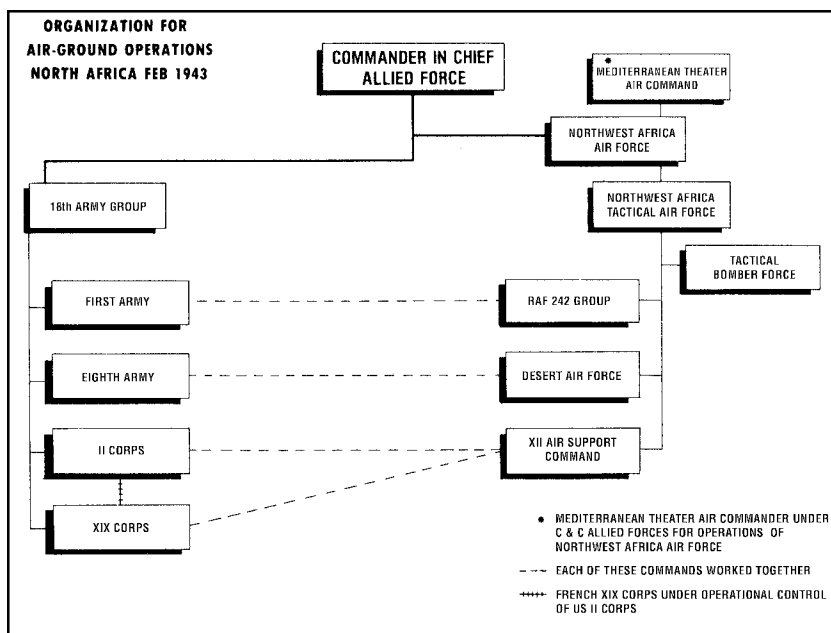 ORGANIZATION FOR
AIR-GROUND OPERATIONS
NORTH AFRICA FEB 1943
COMMANDER IN CHIEF
ALLIED FORCE
MEDITERRANEAN THEATER
AIR COMMAND
NORTHWEST AFRICA
AIR FORCE
18th ARMY GROUP
NORTHWEST AFRICA
TACTICAL AIR FORCE
TACTICAL
BOMBER FORCE
FIRST ARMY
RAF 242 GROUP
EIGHTH ARMY
DESERT AIR FORCE
II CORPS
XII AIR SUPPORT
COMMAND
XIX CORPS
• MEDITERRANEAN THEATER AIR COMMANDER UNDER
C & C ALLIED FORCES FOR OPERATIONS OF
NORTHWEST AFRICA AIR FORCE
EACH OF THESE COMMANDS WORKED TOGETHER
FRENCH XIX CORPS UNDER OPERATIONAL CONTROL
OF US II CORPS